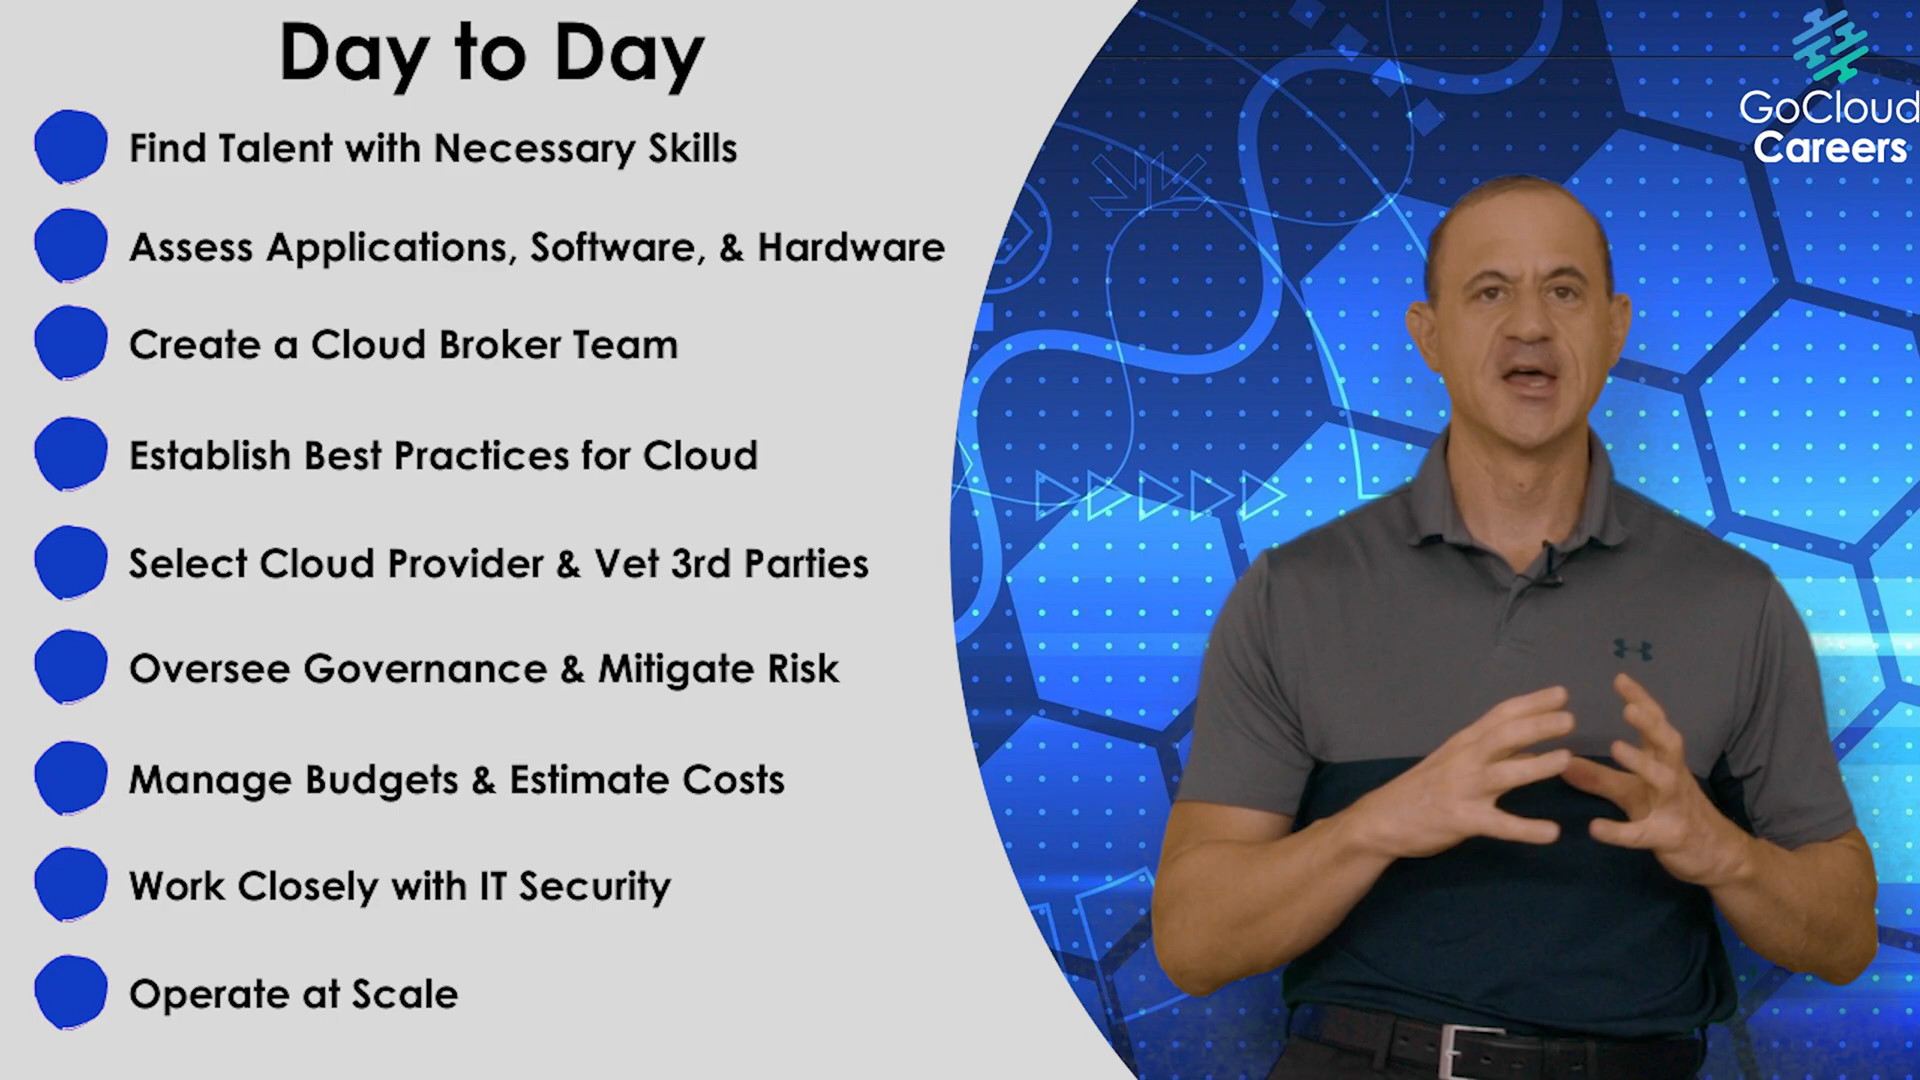 Day to Day
Find Talent with Necessary Skills
Assess Applications, Software, & Hardware
Create a Cloud Broker Team
Establish Best Practices for Cloud
Select Cloud Provider & Vet 3rd Parties
Oversee Governance & Mitigate Risk
Manage Budgets & Estimate Costs
Work Closely with IT Security
Operate at Scale
GoCloud
Careers